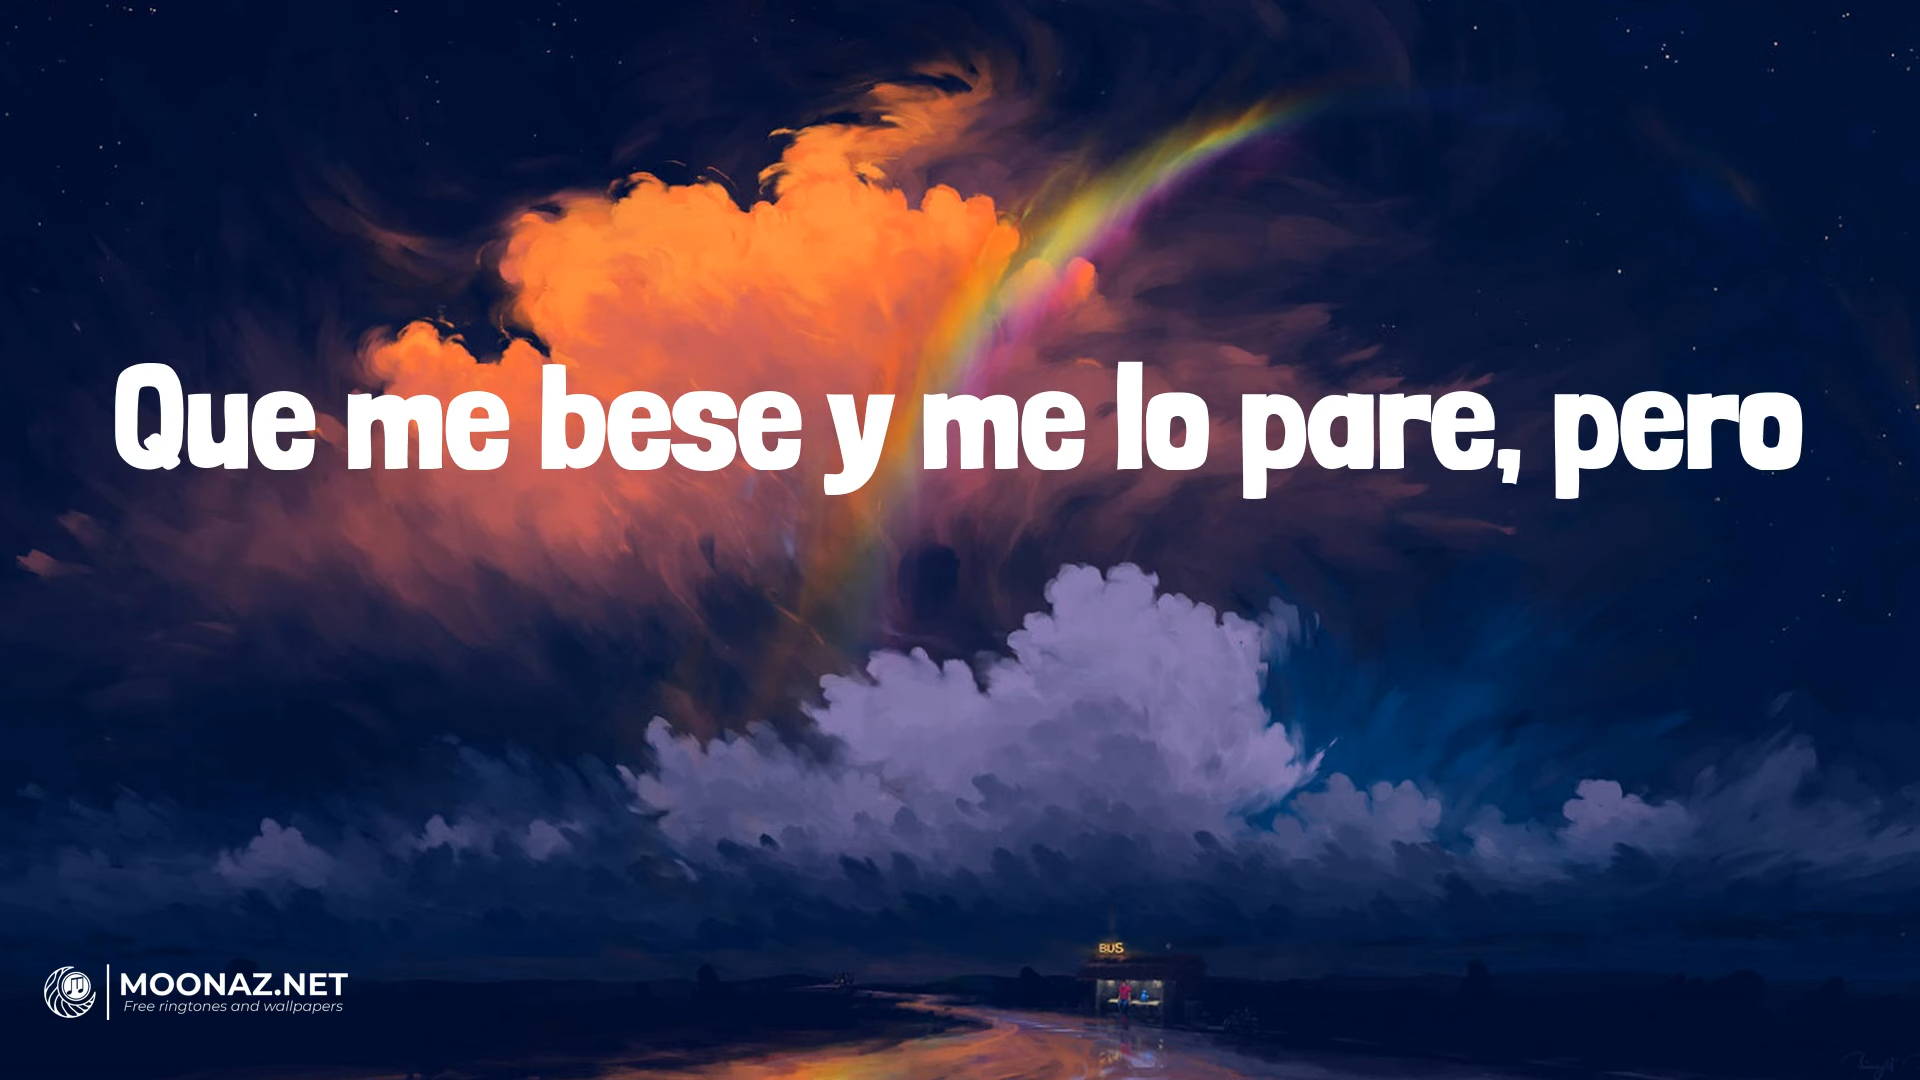 Que me bese y me lo pare, pero
BUS
MOONAZ.NET
Free ringtones and wallpapers